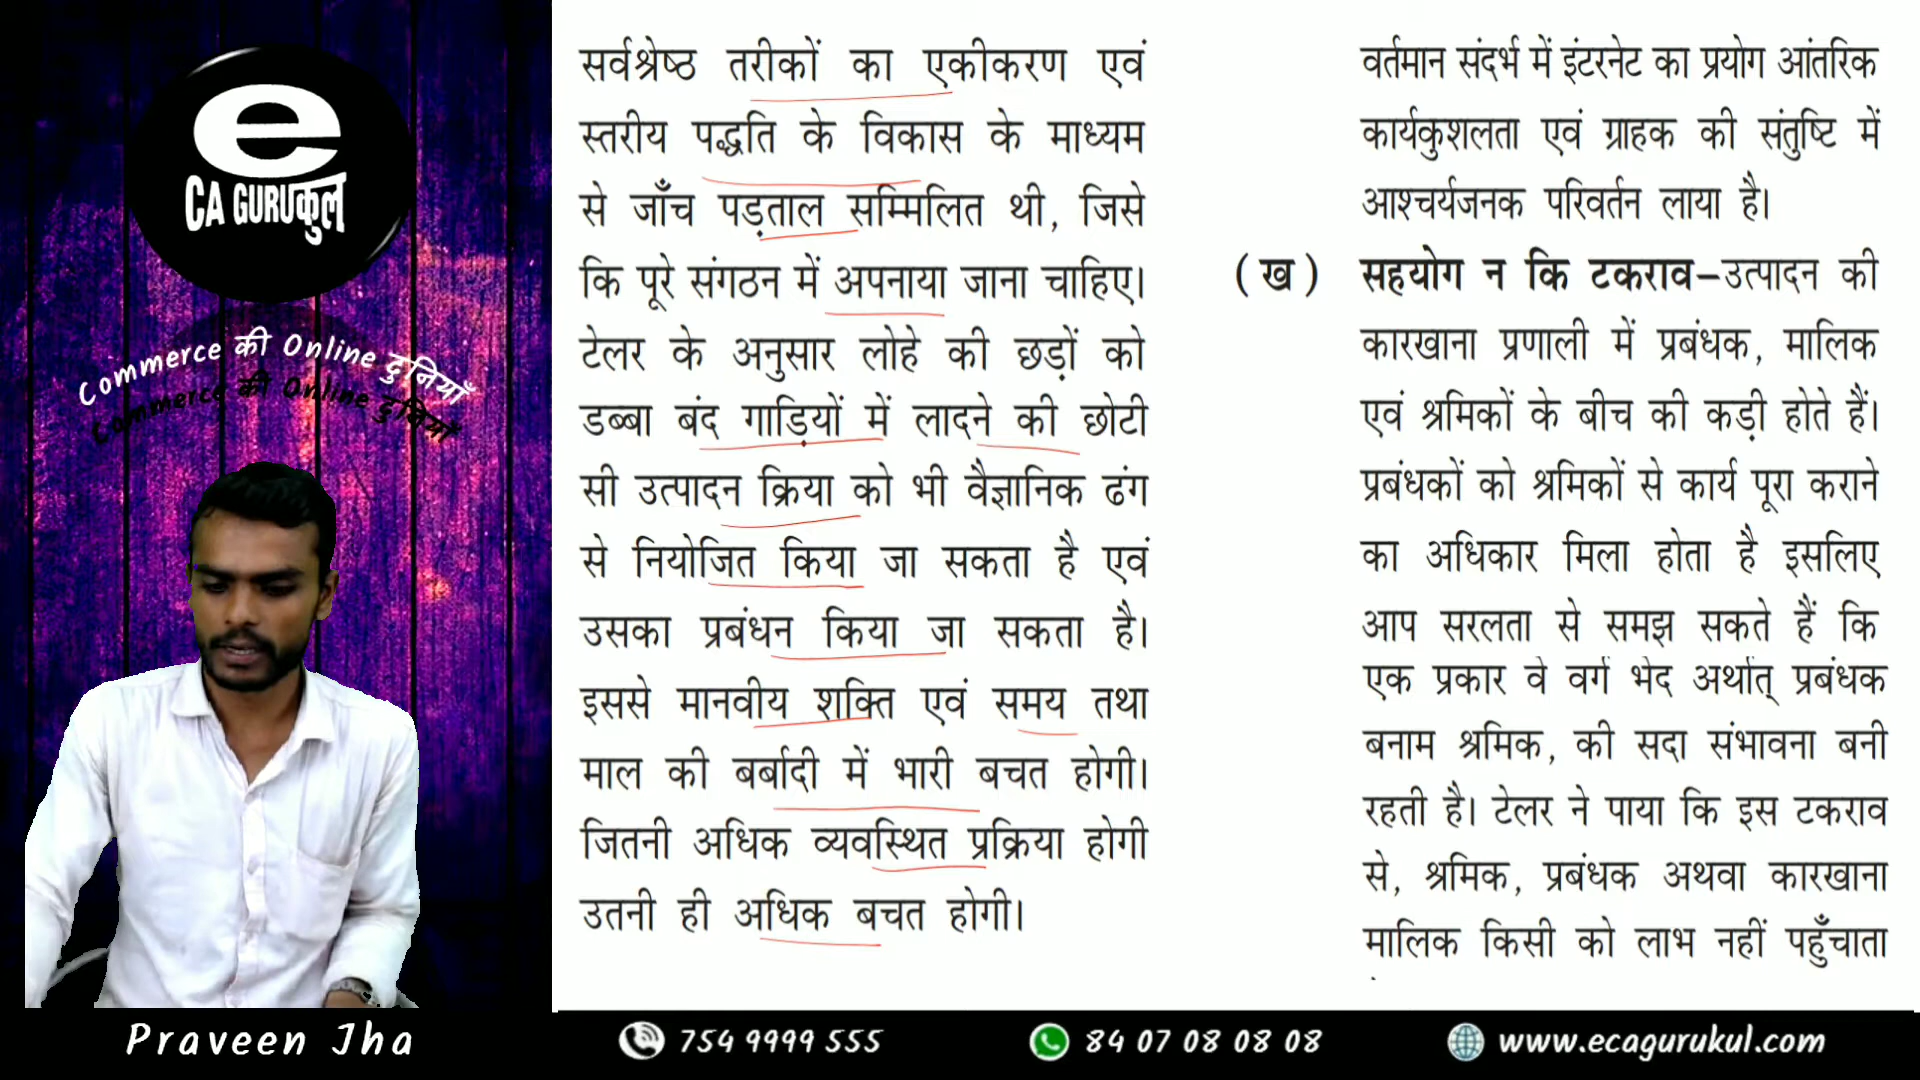 e
CA GURUकुल
Commerce की Online दुनियाँ
Commerce की Online दुनियाँ
सर्वश्रेष्ठ तरीकों का एकीकरण एवं
स्तरीय पद्धति के विकास के माध्यम
से जाँच पड़ताल सम्मिलित थी, जिसे
कि पूरे संगठन में अपनाया जाना चाहिए।
टेलर के अनुसार लोहे की छड़ों को
डब्बा बंद गाड़ियों में लादने की छोटी
सी उत्पादन क्रिया को भी वैज्ञानिक ढंग
से नियोजित किया जा सकता है एवं
उसका प्रबंधन किया जा सकता है।
इससे मानवीय शक्ति एवं समय तथा
माल की बर्बादी में भारी बचत होगी।
जितनी अधिक व्यवस्थित प्रक्रिया होगी
उतनी ही अधिक बचत होगी।
वर्तमान संदर्भ में इंटरनेट का प्रयोग आंतरिक
कार्यकुशलता एवं ग्राहक की संतुष्टि में
आश्चर्यजनक परिवर्तन लाया है।
(ख) सहयोग न कि टकराव–उत्पादन की
कारखाना प्रणाली में प्रबंधक, मालिक
एवं श्रमिकों के बीच की कड़ी होते हैं।
प्रबंधकों को श्रमिकों से कार्य पूरा कराने
का अधिकार मिला होता है इसलिए
आप सरलता से समझ सकते हैं कि
एक प्रकार वे वर्ग भेद अर्थात् प्रबंधक
बनाम श्रमिक, की सदा संभावना बनी
रहती है। टेलर ने पाया कि इस टकराव
से, श्रमिक, प्रबंधक अथवा कारखाना
मालिक किसी को लाभ नहीं पहुँचाता
Praveen Jha
754 9999 555
84 07 08 08 08
www.ecagurukul.com